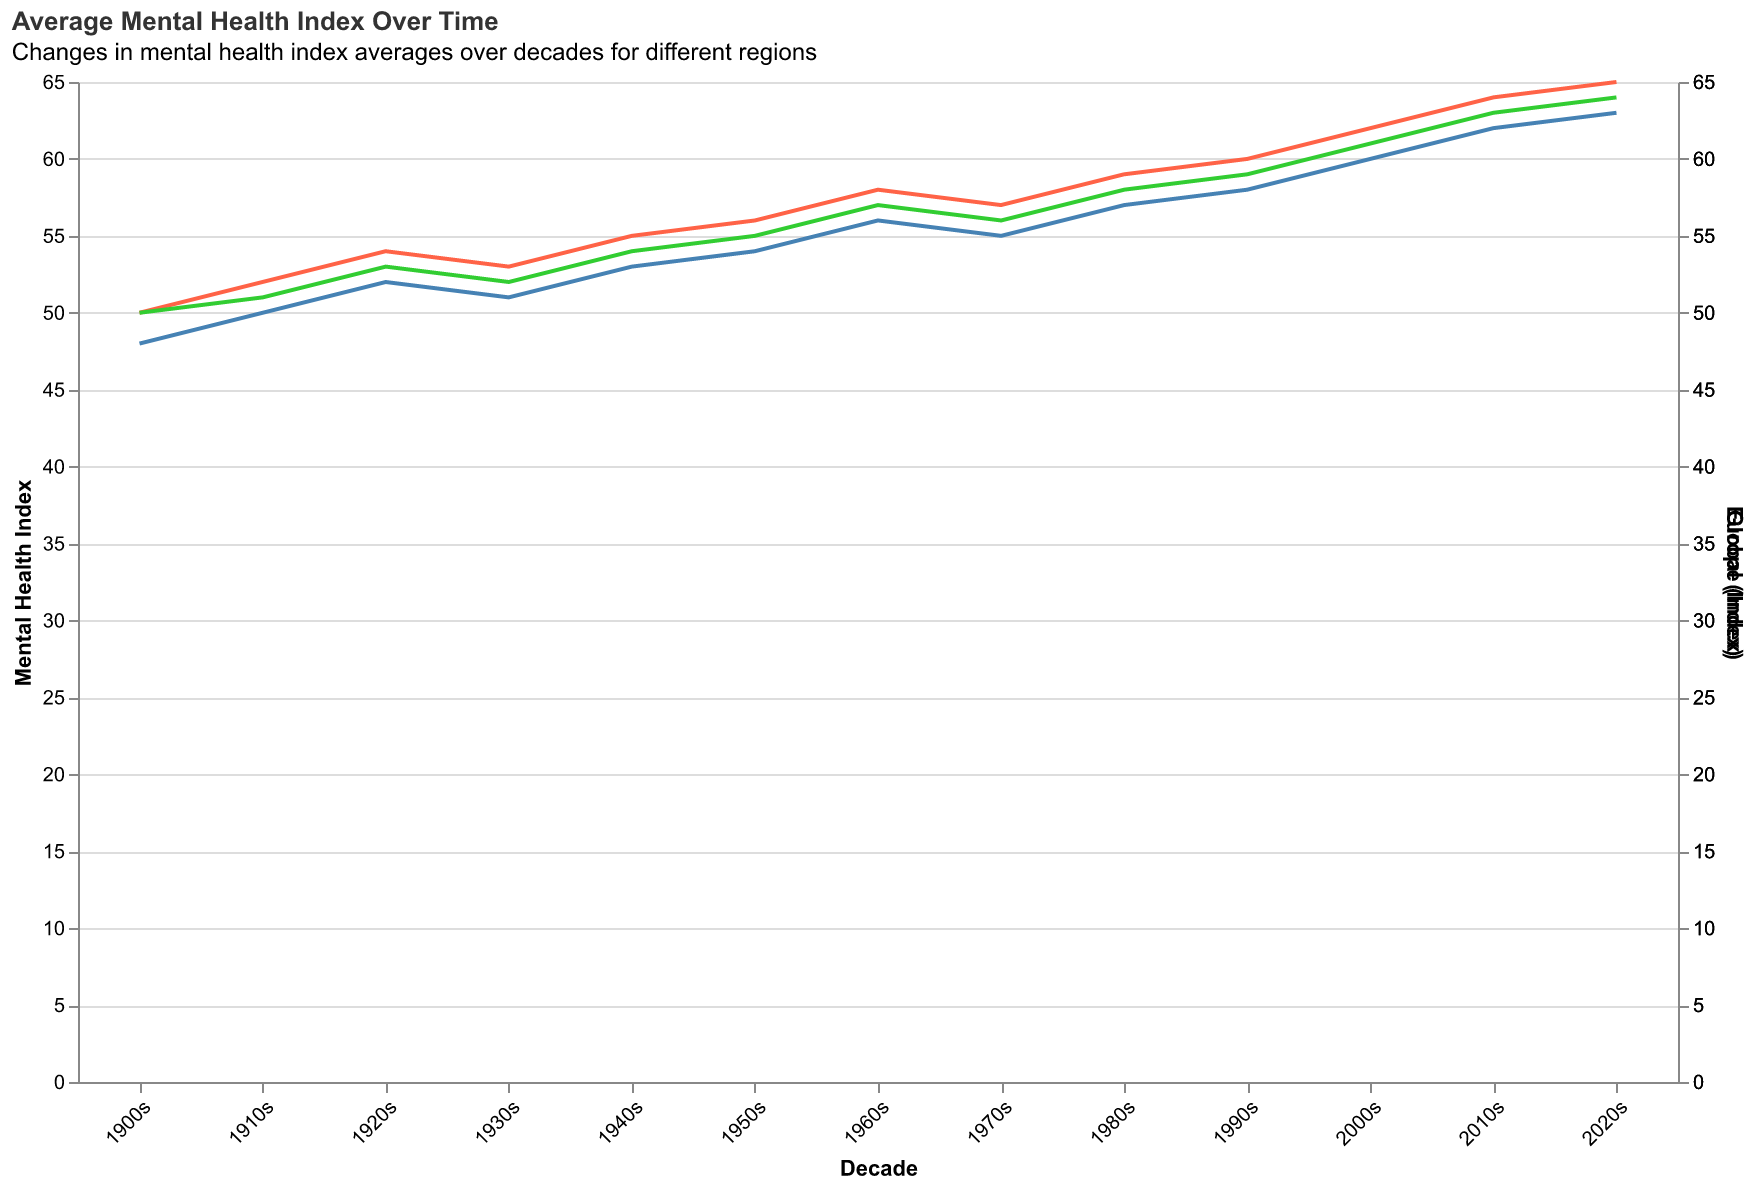 Average Mental Health Index Over Time
Changes in mental health index averages over decades for different regions
65
60
55
50
45
40
35
30
25
20
15
10
5
0
Mental Health Index
65
60
55
50
45
40
35
30
25
20
15
10
5
0
1900s
1910s
1920s
1930s
1940s
1950s
1960s
1970s
1980s
1990s
2000s
2010s
2020s
Decade